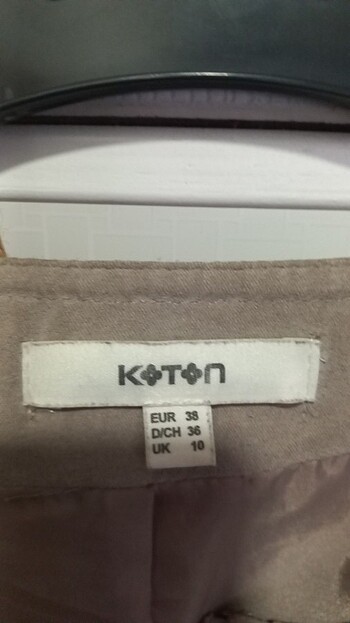 KOTON
EUR 38
D/CH 36
UK 10